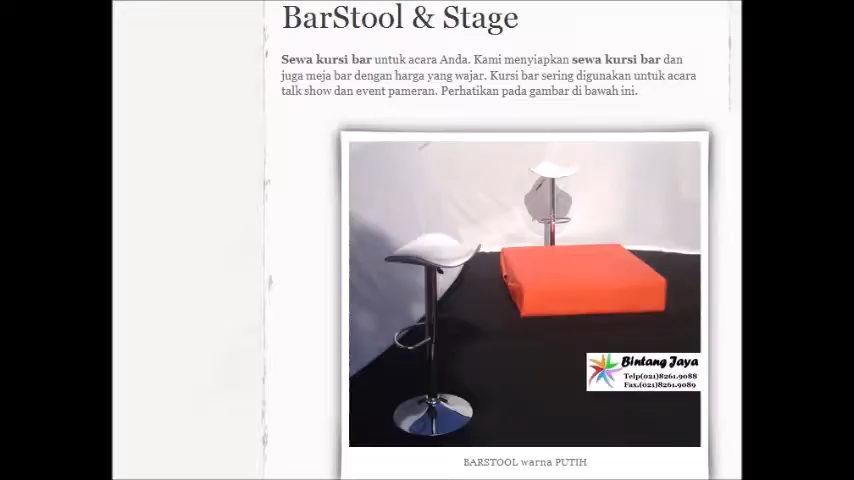 BarStool & Stage
Sewa kursi bar untuk acara Anda. Kami menyiapkan sewa kursi bar dan
juga meja bar dengan harga yang wajar. Kursi bar sering digunakan untuk acara
talk show dan event pameran. Perhatikan pada gambar di bawah ini.
Bintang Jaya
Telp(021)8261.9088
Fax.(021)8261.9089
BARSTOOL warna PUTIH